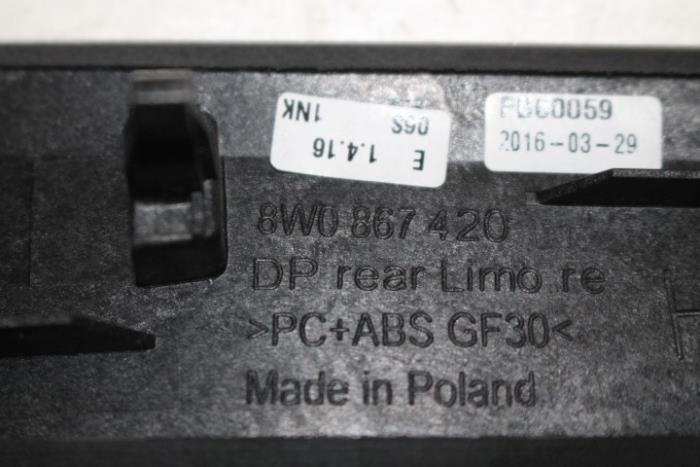 E 1.4.16
06S
1NK
2016-03-29
8W0 867 420
DP rear Limo re
>PC+ABS GF30<
Made in Poland